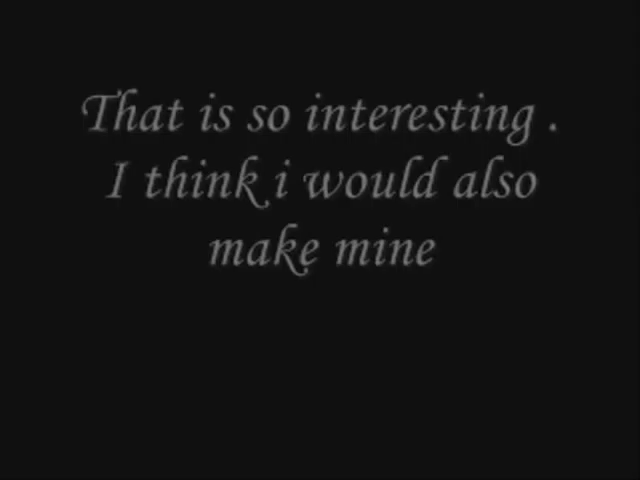 That is so interesting .
I think i would also
make mine